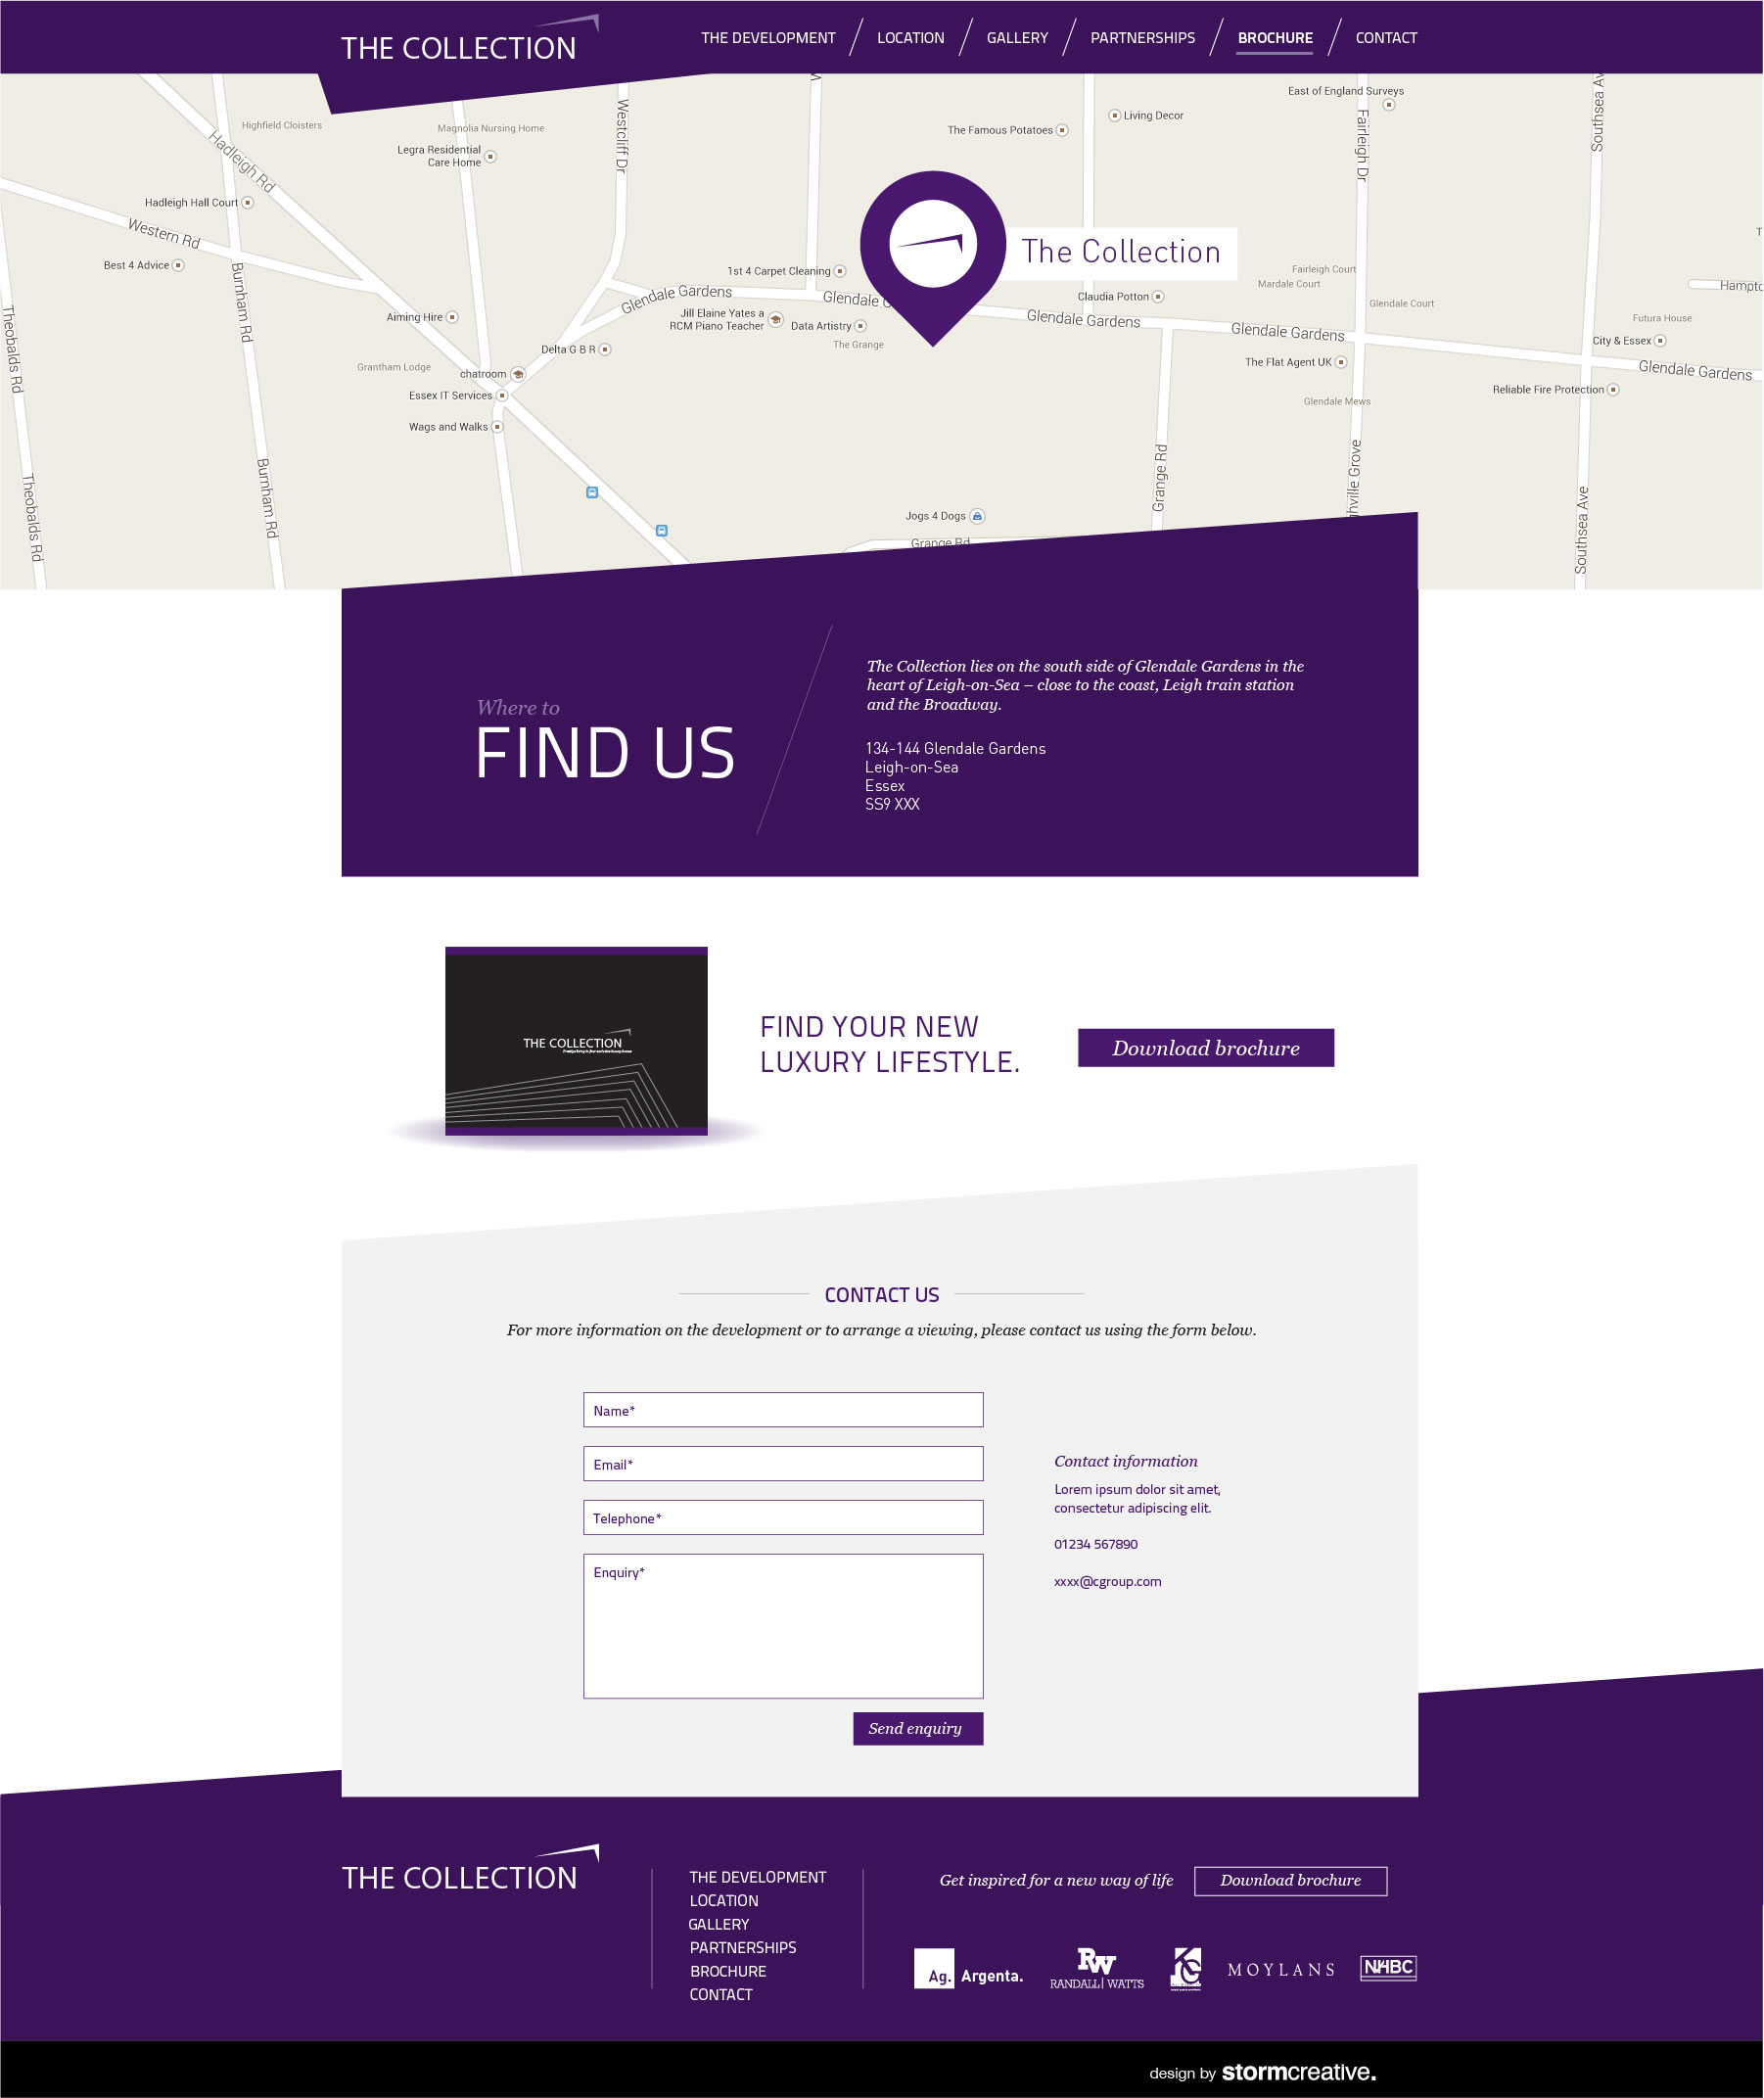 THE COLLECTION
THE DEVELOPMENT
LOCATION
GALLERY
PARTNERSHIPS
BROCHURE
CONTACT
East of England Surveys
Living Decor
The Famous Potatoes
Highfield Cloisters
Magnolia Nursing Home
Legra Residential
Care Home
Hadleigh Rd
Westcliff Dr
Fairleigh Dr
Southsea Av
Hadleigh Hall Court
Western Rd
Best 4 Advice
Burnham Rd
The Collection
1st 4 Carpet Cleaning
Fairleigh Court
Mardale Court
Glendale Court
Hampto
Claudia Potton
Glendale Gardens
Glendale G
Glendale Gardens
Glendale Gardens
Glendale Gardens
Futura House
City & Essex
Theobalds Rd
Aiming Hire
Jill Elaine Yates a
RCM Piano Teacher
Data Artistry
The Grange
Delta G B R
The Flat Agent UK
Grantham Lodge
chatroom
Essex IT Services
Reliable Fire Protection
Glendale Mews
Wags and Walks
Theobalds Rd
Burnham Rd
Grange Rd
ghville Grove
Southsea Ave
Jogs 4 Dogs
Grange Rd
Where to
FIND US
The Collection lies on the south side of Glendale Gardens in the
heart of Leigh-on-Sea – close to the coast, Leigh train station
and the Broadway.
134-144 Glendale Gardens
Leigh-on-Sea
Essex
SS9 XXX
THE COLLECTION
FIND YOUR NEW
LUXURY LIFESTYLE.
Download brochure
CONTACT US
For more information on the development or to arrange a viewing, please contact us using the form below.
Name*
Email*
Telephone*
Enquiry*
Send enquiry
Contact information
Lorem ipsum dolor sit amet,
consectetur adipiscing elit.
01234 567890
xxxx@cgroup.com
THE COLLECTION
THE DEVELOPMENT
LOCATION
GALLERY
PARTNERSHIPS
BROCHURE
CONTACT
Get inspired for a new way of life
Download brochure
Ag. Argenta.
RW
RANDALL | WATTS
MOYLANS
NHBC
design by stormcreative.